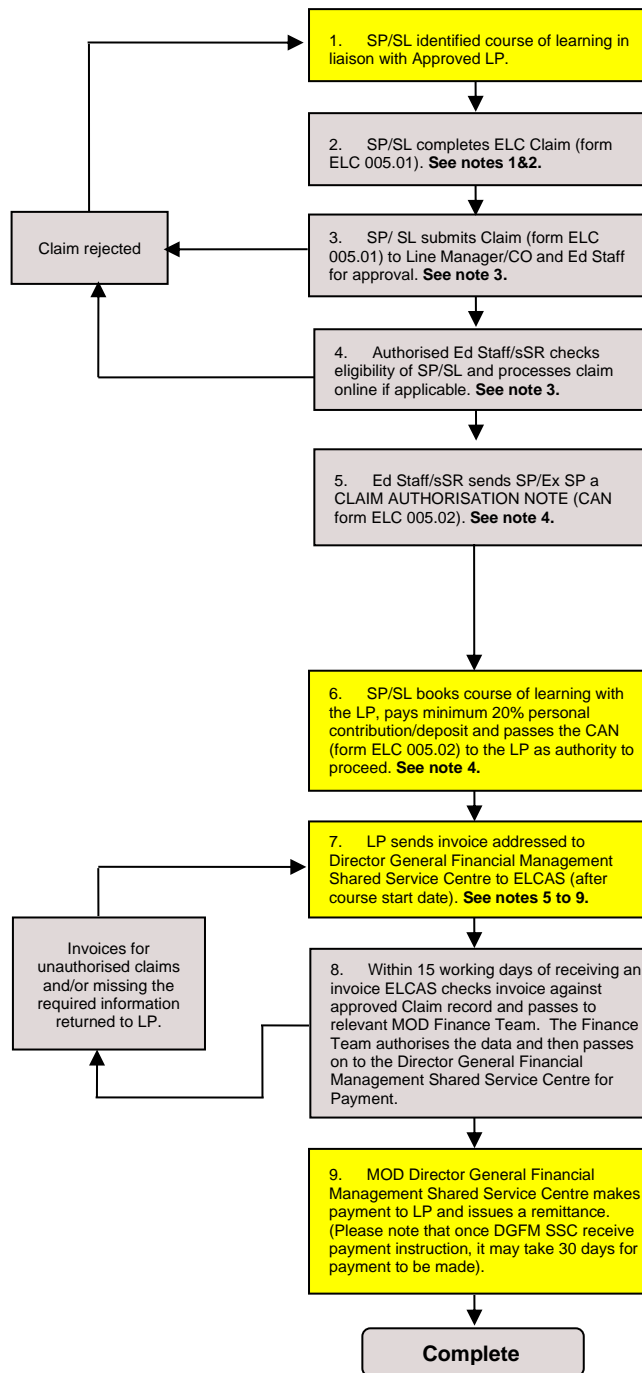 1. SP/SL identified course of learning in
liaison with Approved LP.
2. SP/SL completes ELC Claim (form
ELC 005.01). See notes 1&2.
Claim rejected
3. SP/ SL submits Claim (form ELC
005.01) to Line Manager/CO and Ed Staff
for approval. See note 3.
4. Authorised Ed Staff/sSR checks
eligibility of SP/SL and processes claim
online if applicable. See note 3.
5. Ed Staff/sSR sends SP/Ex SP a
CLAIM AUTHORISATION NOTE (CAN
form ELC 005.02). See note 4.
6. SP/SL books course of learning with
the LP, pays minimum 20% personal
contribution/deposit and passes the CAN
(form ELC 005.02) to the LP as authority to
proceed. See note 4.
7. LP sends invoice addressed to
Director General Financial Management
Shared Service Centre to ELCAS (after
course start date). See notes 5 to 9.
Invoices for
unauthorised claims
and/or missing the
required information
returned to LP.
8. Within 15 working days of receiving an
invoice ELCAS checks invoice against
approved Claim record and passes to
relevant MOD Finance Team. The Finance
Team authorises the data and then passes
on to the Director General Financial
Management Shared Service Centre for
Payment.
9. MOD Director General Financial
Management Shared Service Centre makes
payment to LP and issues a remittance.
(Please note that once DGFM SSC receive
payment instruction, it may take 30 days for
payment to be made).
Complete